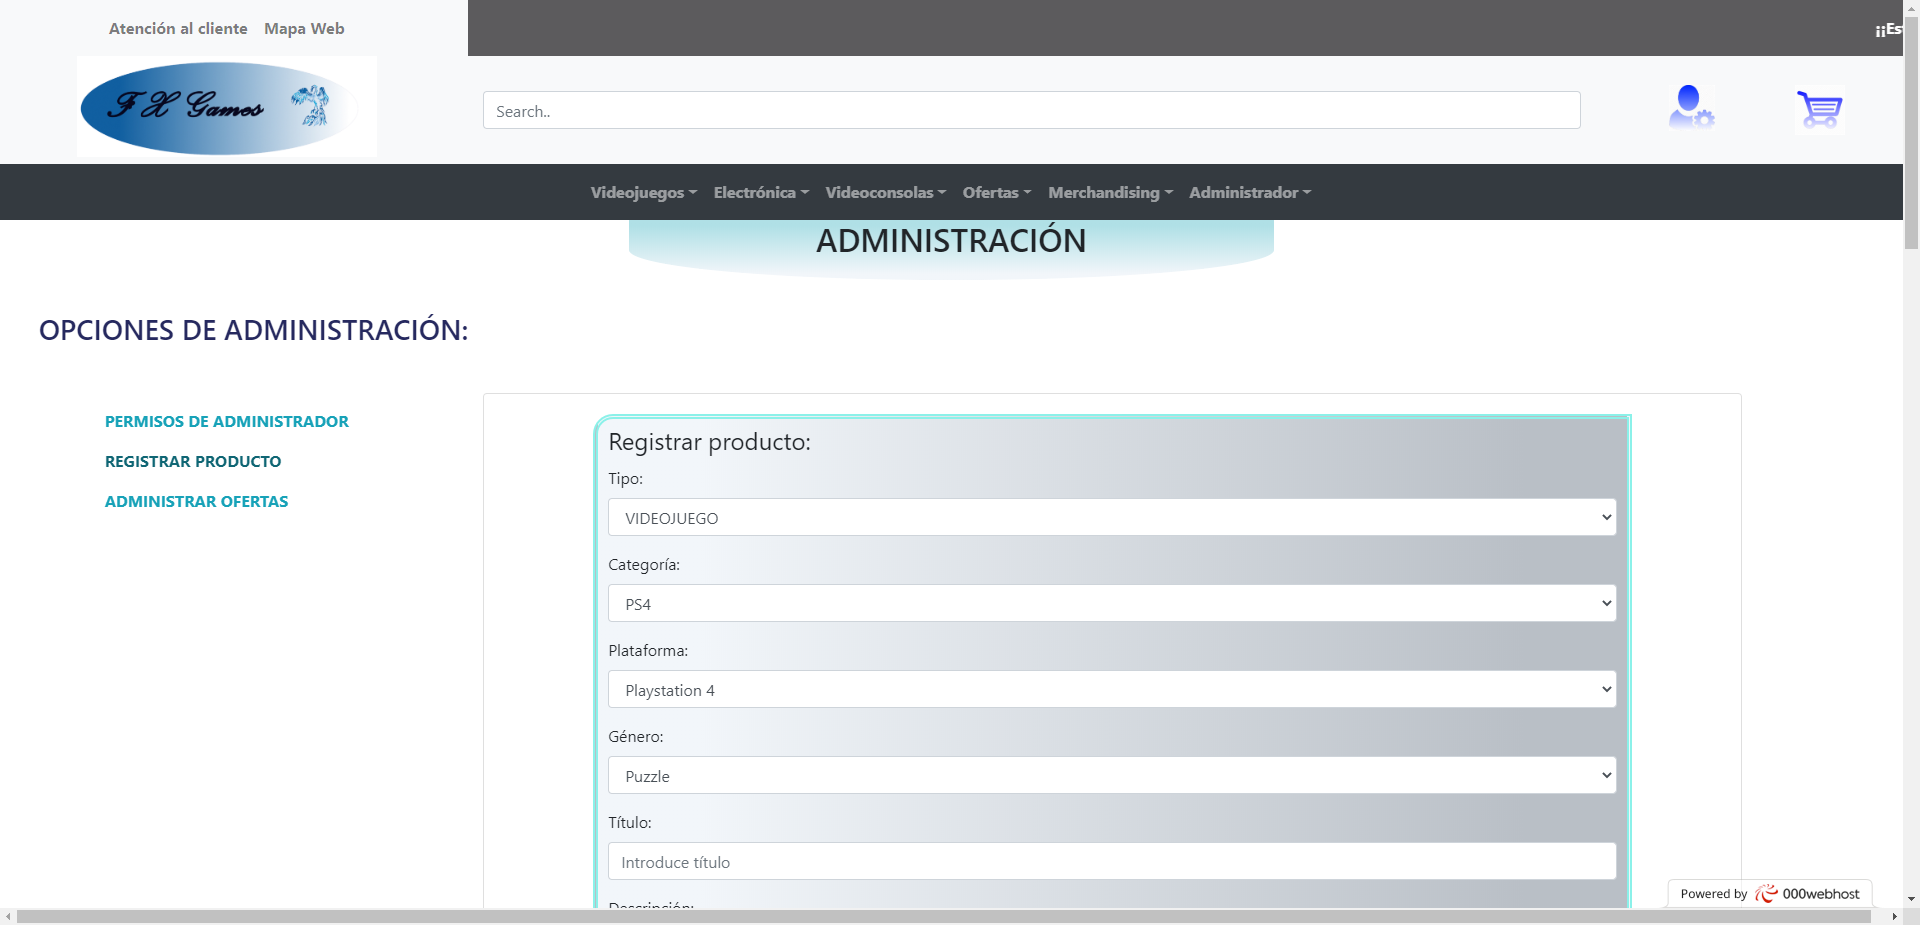 Atención al cliente Mapa Web
¡¡Es
F X Games
Search..
Videojuegos Electrónica Videoconsolas Ofertas Merchandising Administrador
ADMINISTRACIÓN
OPCIONES DE ADMINISTRACIÓN:
PERMISOS DE ADMINISTRADOR
REGISTRAR PRODUCTO
ADMINISTRAR OFERTAS
Registrar producto:
Tipo:
VIDEOJUEGO
Categoría:
PS4
Plataforma:
Playstation 4
Género:
Puzzle
Título:
Introduce título
Descripción:
Powered by 000webhost